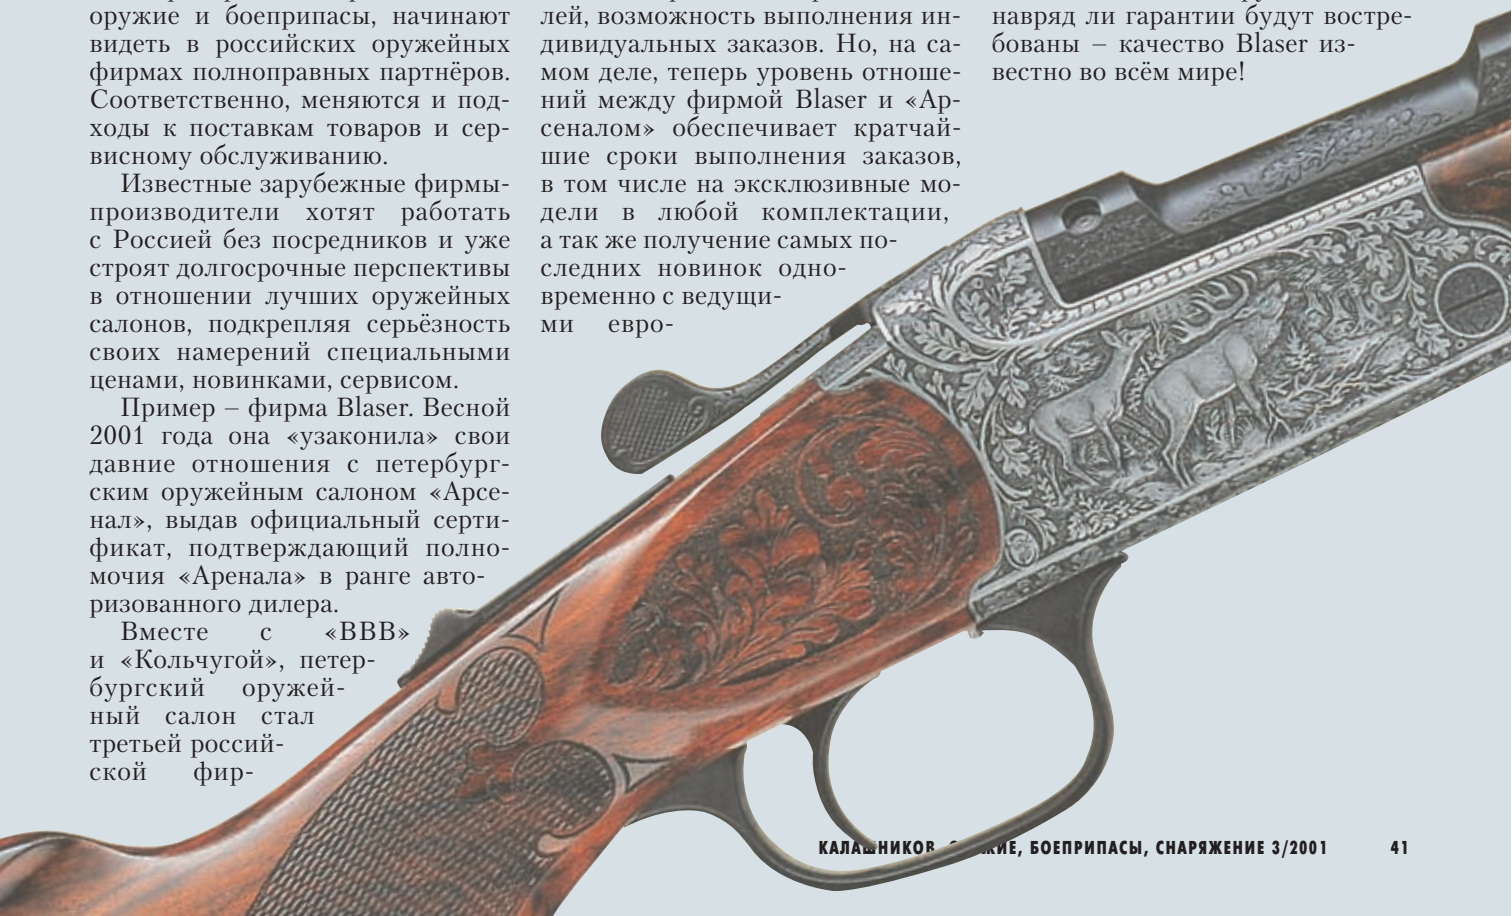 оружие и боеприпасы, начинают
видеть в российских оружейных
фирмах полноправных партнёров.
Соответственно, меняются и под-
ходы к поставкам товаров и сер-
висному обслуживанию.
Известные зарубежные фирмы-
производители хотят работать
с Россией без посредников и уже
строят долгосрочные перспективы
в отношении лучших оружейных
салонов, подкрепляя серьёзность
своих намерений специальными
ценами, новинками, сервисом.
Пример – фирма Blaser. Весной
2001 года она «узаконила» свои
давние отношения с петербург-
ским оружейным салоном «Арсе-
нал», выдав официальный серти-
фикат, подтверждающий полно-
мочия «Аренала» в ранге авто-
ризованного дилера.
Вместе с «ВВВ»
и «Кольчугой», петер-
бургский оружей-
ный салон стал
третьей россий-
ской фир-
лей, возможность выполнения ин-
дивидуальных заказов. Но, на са-
мом деле, теперь уровень отноше-
ний между фирмой Blaser и «Ар-
сеналом» обеспечивает кратчай-
шие сроки выполнения заказов,
в том числе на эксклюзивные мо-
дели в любой комплектации,
а так же получение самых по-
следних новинок одно-
временно с ведущи-
ми евро-
навряд ли гарантии будут востре-
бованы – качество Blaser из-
вестно во всём мире!
КАЛАШНИКОВ. БОЕПРИПАСЫ, СНАРЯЖЕНИЕ 3/2001 41